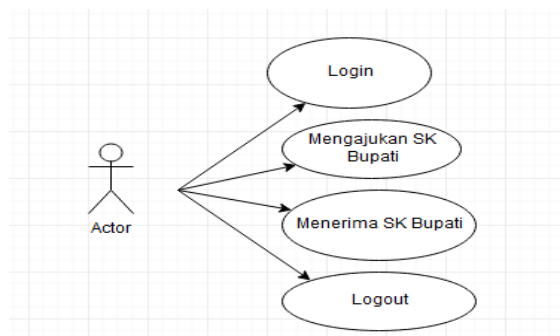 Login
Mengajukan SK
Bupati
Menerima SK Bupati
Actor
Logout